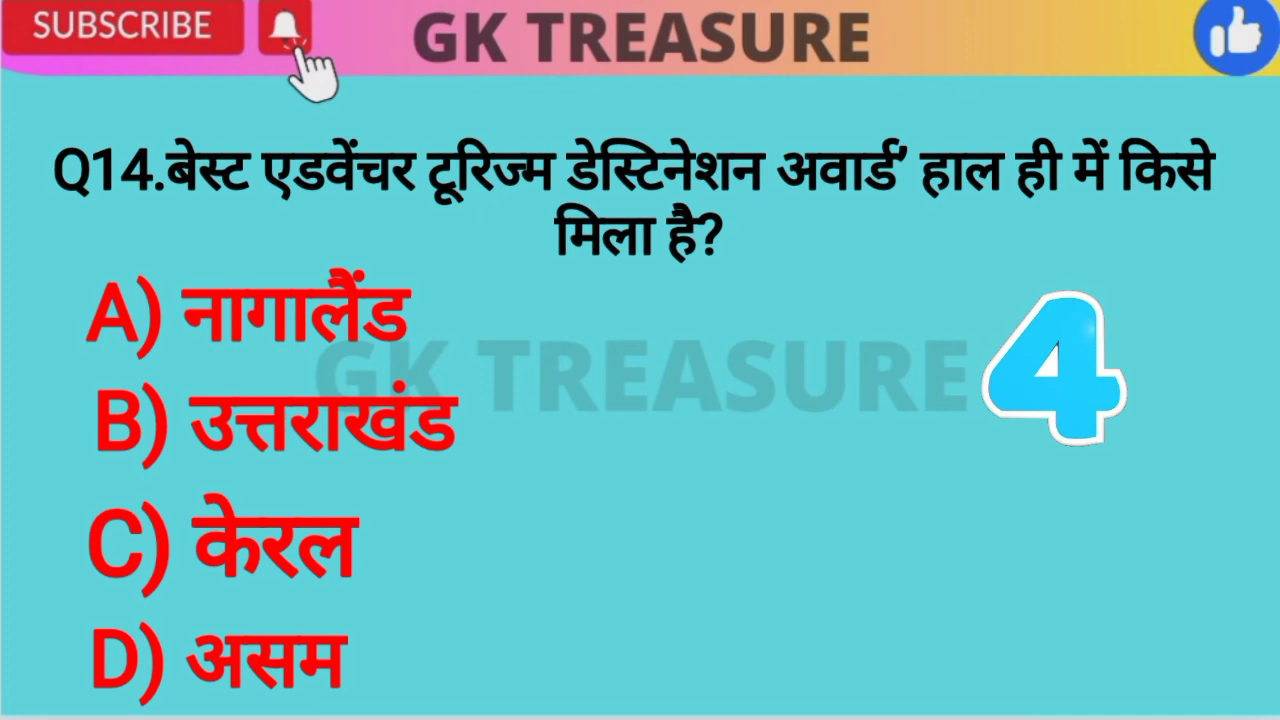 SUBSCRIBE
GK TREASURE
Q14.बेस्ट एडवेंचर टूरिज्म डेस्टिनेशन अवार्ड’ हाल ही में किसे
मिला है?
A) नागालैंड
GK TREASURE
4
B) उत्तराखंड
C) केरल
D) असम